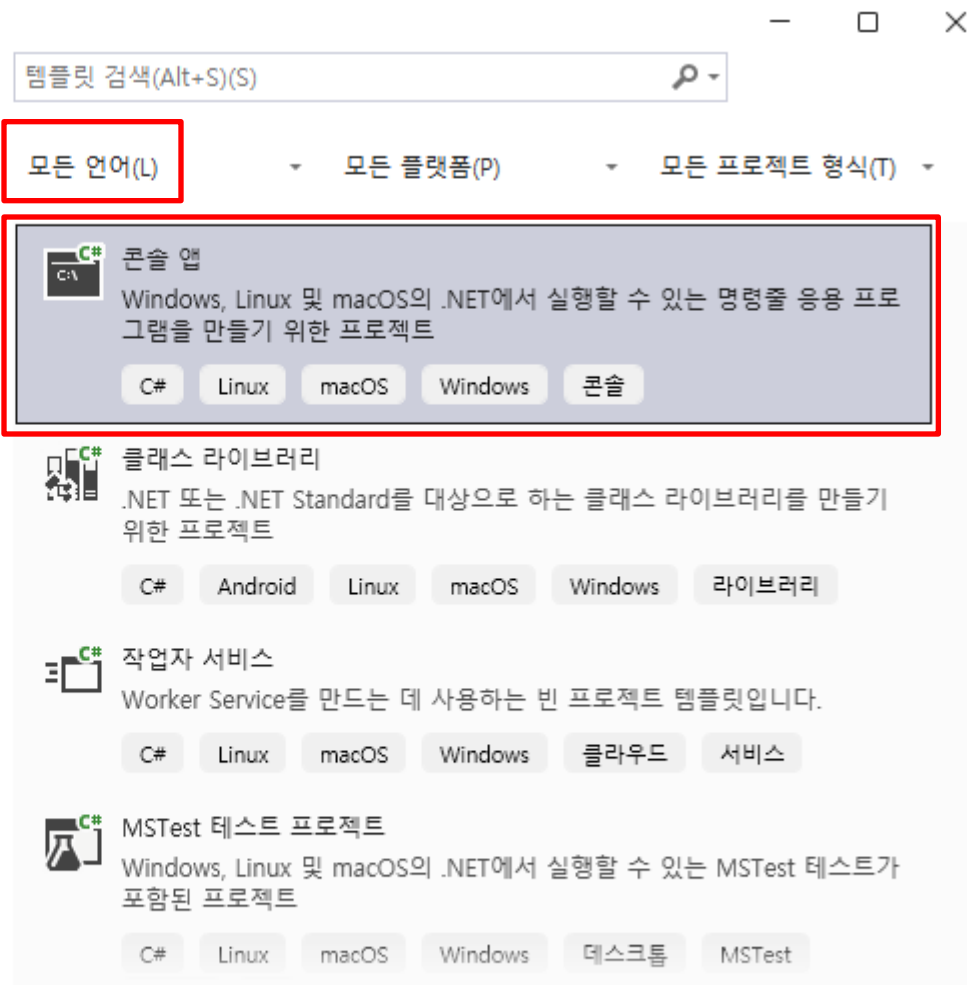 템플릿 검색(Alt+S)(S)
모든 언어(L) 모든 플랫폼(P) 모든 프로젝트 형식(T)
C#
C:\
콘솔 앱
Windows, Linux 및 macOS의 .NET에서 실행할 수 있는 명령줄 응용 프로
그램을 만들기 위한 프로젝트
C# Linux macOS Windows 콘솔
C#
클래스 라이브러리
.NET 또는 .NET Standard를 대상으로 하는 클래스 라이브러리를 만들기
위한 프로젝트
C# Android Linux macOS Windows 라이브러리
C#
작업자 서비스
Worker Service를 만드는 데 사용하는 빈 프로젝트 템플릿입니다.
C# Linux macOS Windows 클라우드 서비스
C#
MSTest 테스트 프로젝트
Windows, Linux 및 macOS의 .NET에서 실행할 수 있는 MSTest 테스트가
포함된 프로젝트
C# Linux macOS Windows 데스크톱 MSTest